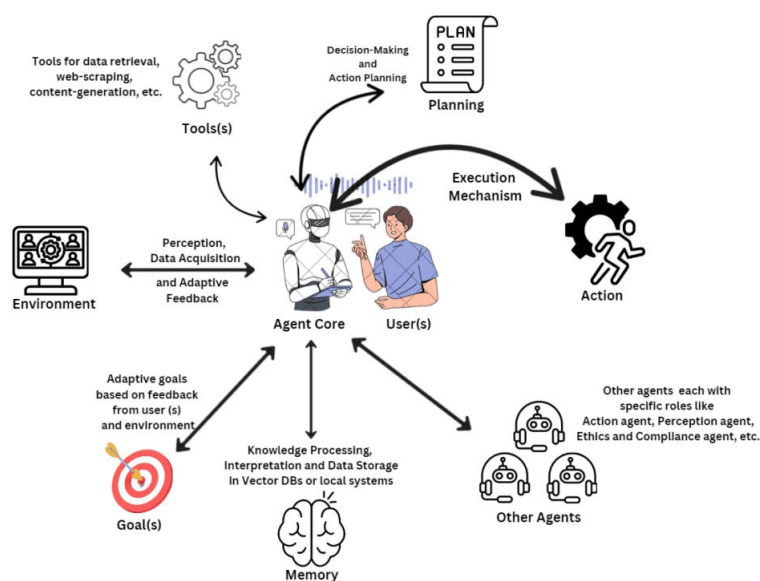 Tools for data retrieval,
web-scraping,
content-generation, etc.
Tools(s)
Decision-Making
and
Action Planning
PLAN
Planning
Execution
Mechanism
Action
Perception,
Data Acquisition
and Adaptive
Feedback
Environment
Agent Core
User(s)
Adaptive goals
based on feedback
from user (s)
and environment
Goal(s)
Knowledge Processing,
Interpretation and Data Storage
in Vector DBs or local systems
Memory
Other agents each with
specific roles like
Action agent, Perception agent,
Ethics and Compliance agent, etc.
Other Agents